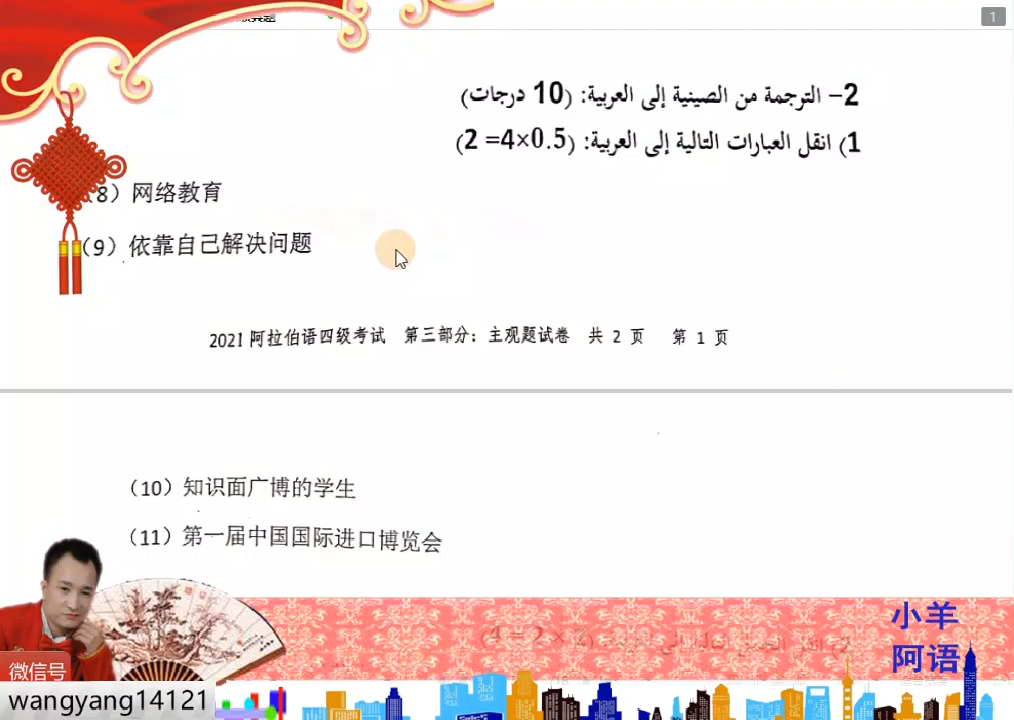 真题
1
2- الترجمة من الصينية إلى العربية: (10 درجات)
1) انقل العبارات التالية إلى العربية: (0.5×4= 2)
（8）网络教育
（9）依靠自己解决问题
2021 阿拉伯语四级考试 第三部分：主观题试卷 共 2 页 第 1 页
（10）知识面广博的学生
（11）第一届中国国际进口博览会
小羊
阿语
微信号
wangyang14121